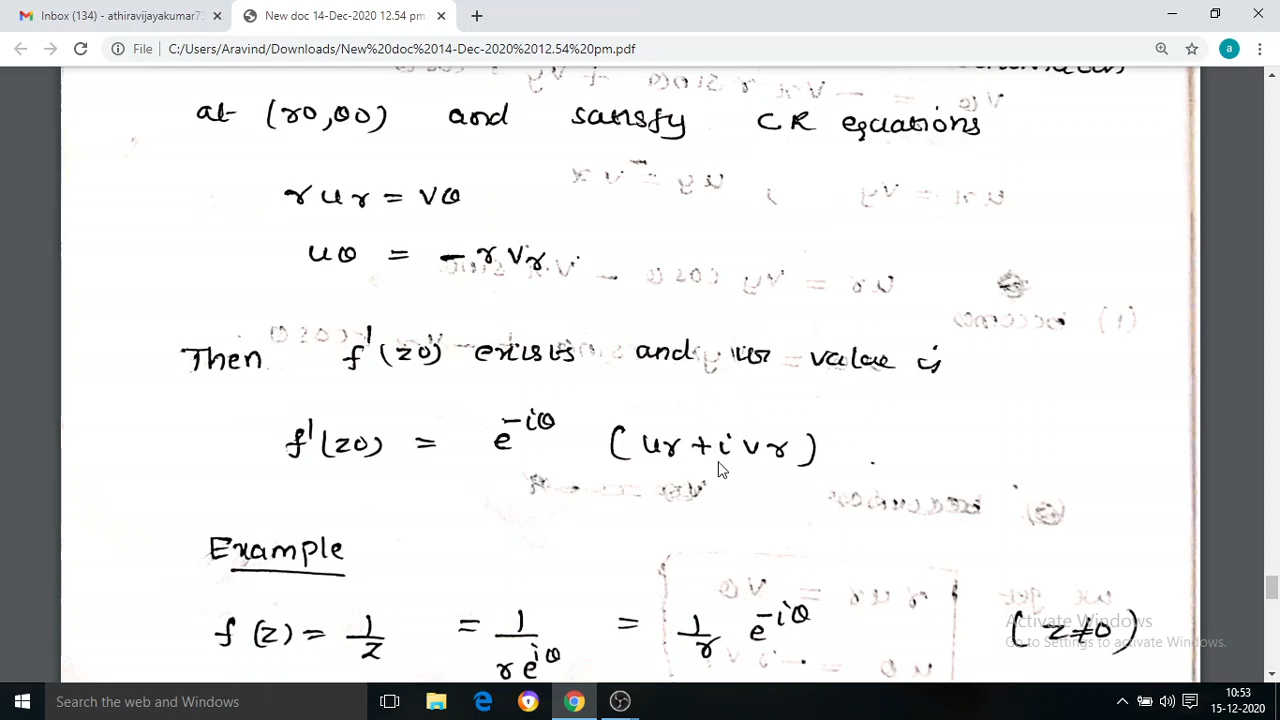 Inbox (134) - athiravijayakumar7
New doc 14-Dec-2020 12.54 pm.
File | C:/Users/Aravind/Downloads/New%20doc%2014-Dec-2020%2012.54%20pm.pdf
a
at (r0,θ0) and satisfy CR equations
r ur = vθ
uθ = - r vr
Then f'(z0) exists and its value is
f'(z0) = e^-iθ (ur + i vr) .
Example
f(z) = 1/z = 1/re^iθ = 1/r e^-iθ (z≠0)
Activate Windows
Go to Settings to activate Windows.
Search the web and Windows
10:53
15-12-2020